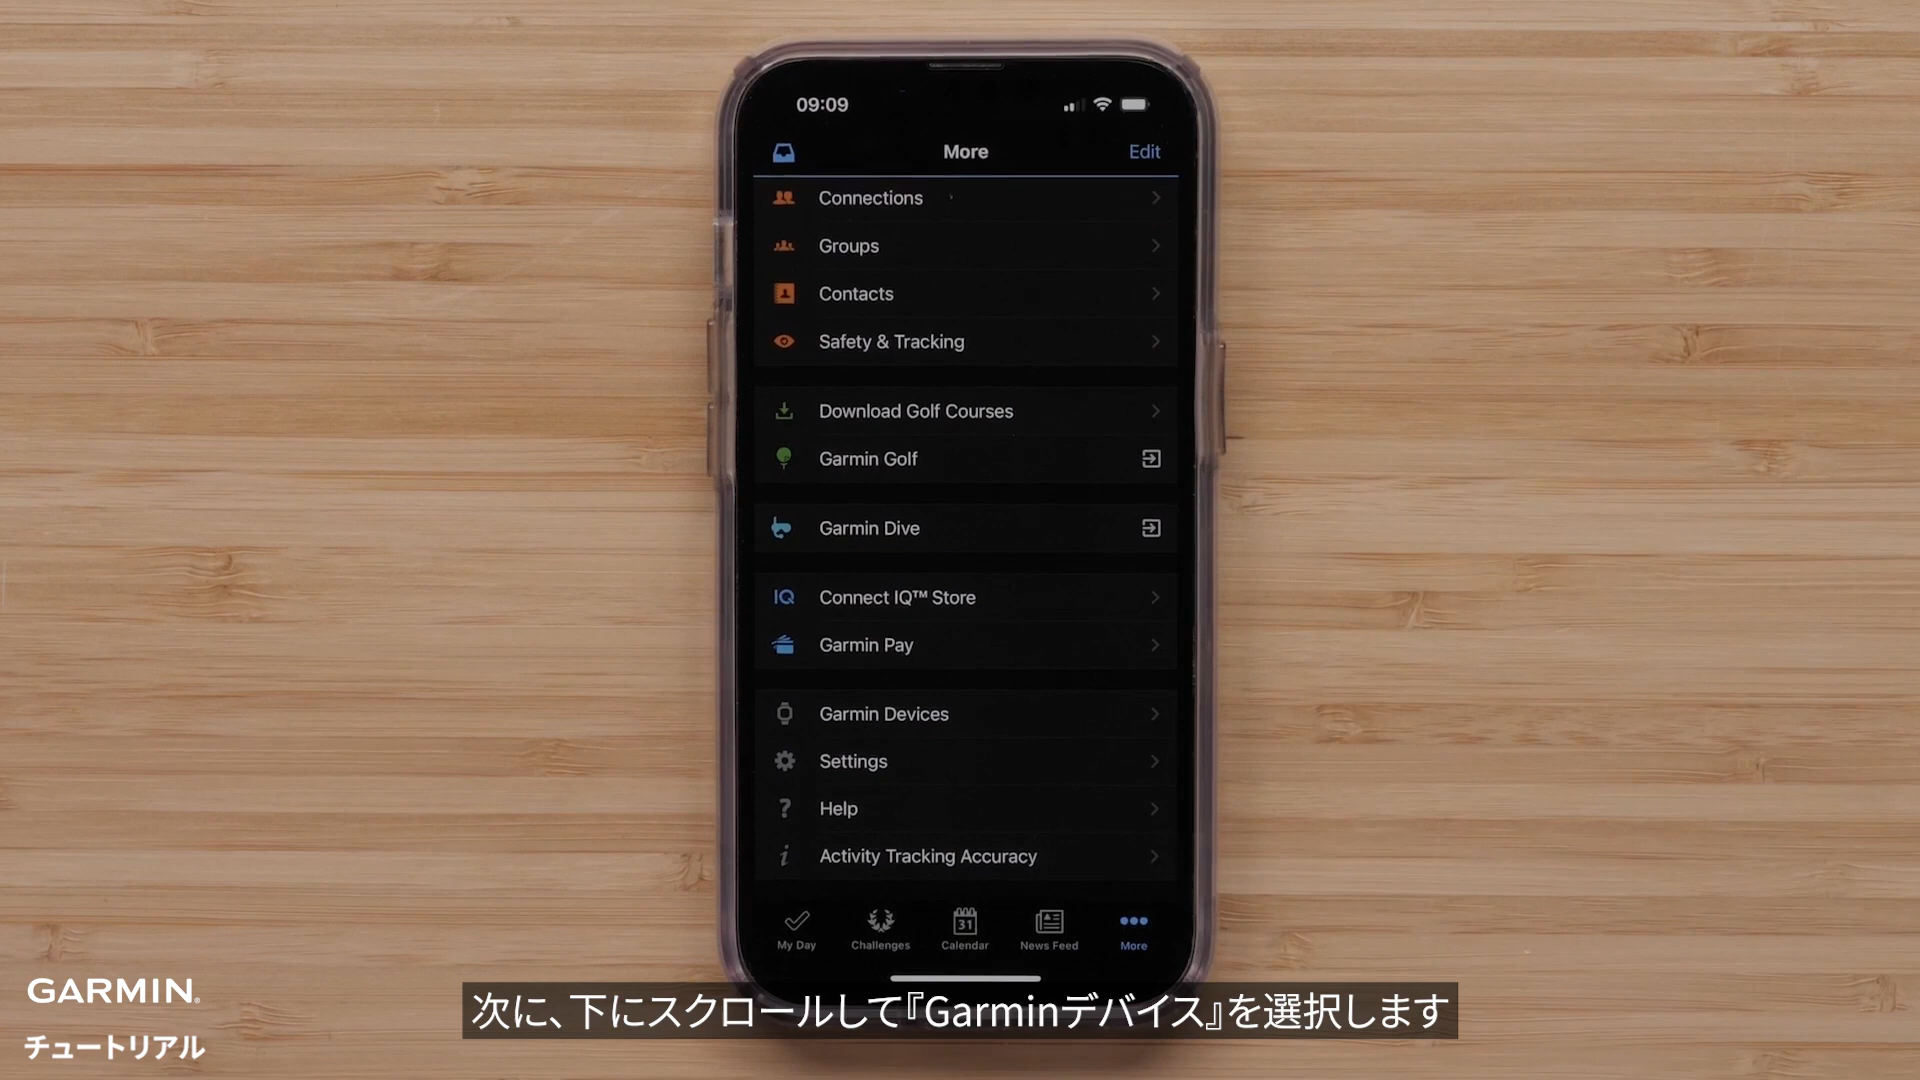 09:09
More
Edit
Connections
Groups
Contacts
Safety & Tracking
Download Golf Courses
Garmin Golf
Garmin Dive
IQ Connect IQ™ Store
Garmin Pay
Garmin Devices
Settings
? Help
i Activity Tracking Accuracy
31
My Day
Challenges
Calendar
News Feed
More
GARMIN®
チュートリアル
次に、下にスクロールして『Garminデバイス』を選択します